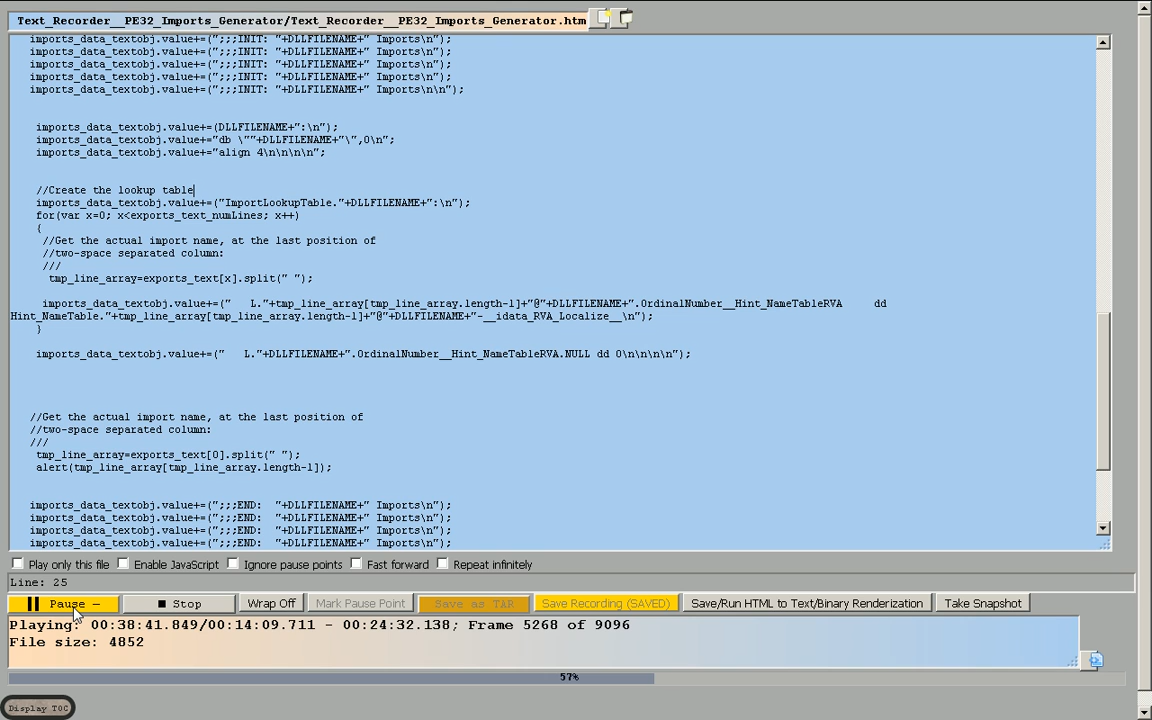 Text_Recorder__PE32_Imports_Generator/Text_Recorder__PE32_Imports_Generator.htm
imports_data_textobj.value+=(";;;INIT: "+DLLFILENAME+" Imports\n");
imports_data_textobj.value+=(";;;INIT: "+DLLFILENAME+" Imports\n");
imports_data_textobj.value+=(";;;INIT: "+DLLFILENAME+" Imports\n");
imports_data_textobj.value+=(";;;INIT: "+DLLFILENAME+" Imports\n");
imports_data_textobj.value+=(";;;INIT: "+DLLFILENAME+" Imports\n\n");
imports_data_textobj.value+=(DLLFILENAME+":\n");
imports_data_textobj.value+="db \""+DLLFILENAME+"\",0\n";
imports_data_textobj.value+="align 4\n\n\n\n";
//Create the lookup table
imports_data_textobj.value+=("ImportLookupTable."+DLLFILENAME+":\n");
for(var x=0; x<exports_text_numLines; x++)
{
//Get the actual import name, at the last position of
//two-space separated column:
///
tmp_line_array=exports_text[x].split("  ");
imports_data_textobj.value+=("   L."+tmp_line_array[tmp_line_array.length-1]+"@"+DLLFILENAME+".OrdinalNumber__Hint_NameTableRVA     dd
Hint_NameTable."+tmp_line_array[tmp_line_array.length-1]+"@"+DLLFILENAME+"-__idata_RVA_Localize__\n");
}
imports_data_textobj.value+=("   L."+DLLFILENAME+".OrdinalNumber__Hint_NameTableRVA.NULL dd 0\n\n\n\n");
//Get the actual import name, at the last position of
//two-space separated column:
///
tmp_line_array=exports_text[0].split("  ");
alert(tmp_line_array[tmp_line_array.length-1]);
imports_data_textobj.value+=(";;;END:  "+DLLFILENAME+" Imports\n");
imports_data_textobj.value+=(";;;END:  "+DLLFILENAME+" Imports\n");
imports_data_textobj.value+=(";;;END:  "+DLLFILENAME+" Imports\n");
imports_data_textobj.value+=(";;;END:  "+DLLFILENAME+" Imports\n");
Play only this file Enable JavaScript Ignore pause points Fast forward Repeat infinitely
Line: 25
Pause — Stop Wrap Off Mark Pause Point Save as TAR Save Recording (SAVED) Save/Run HTML to Text/Binary Renderization Take Snapshot
Playing: 00:38:41.849/00:14:09.711 - 00:24:32.138; Frame 5268 of 9096
File size: 4852
57%
Display TOC